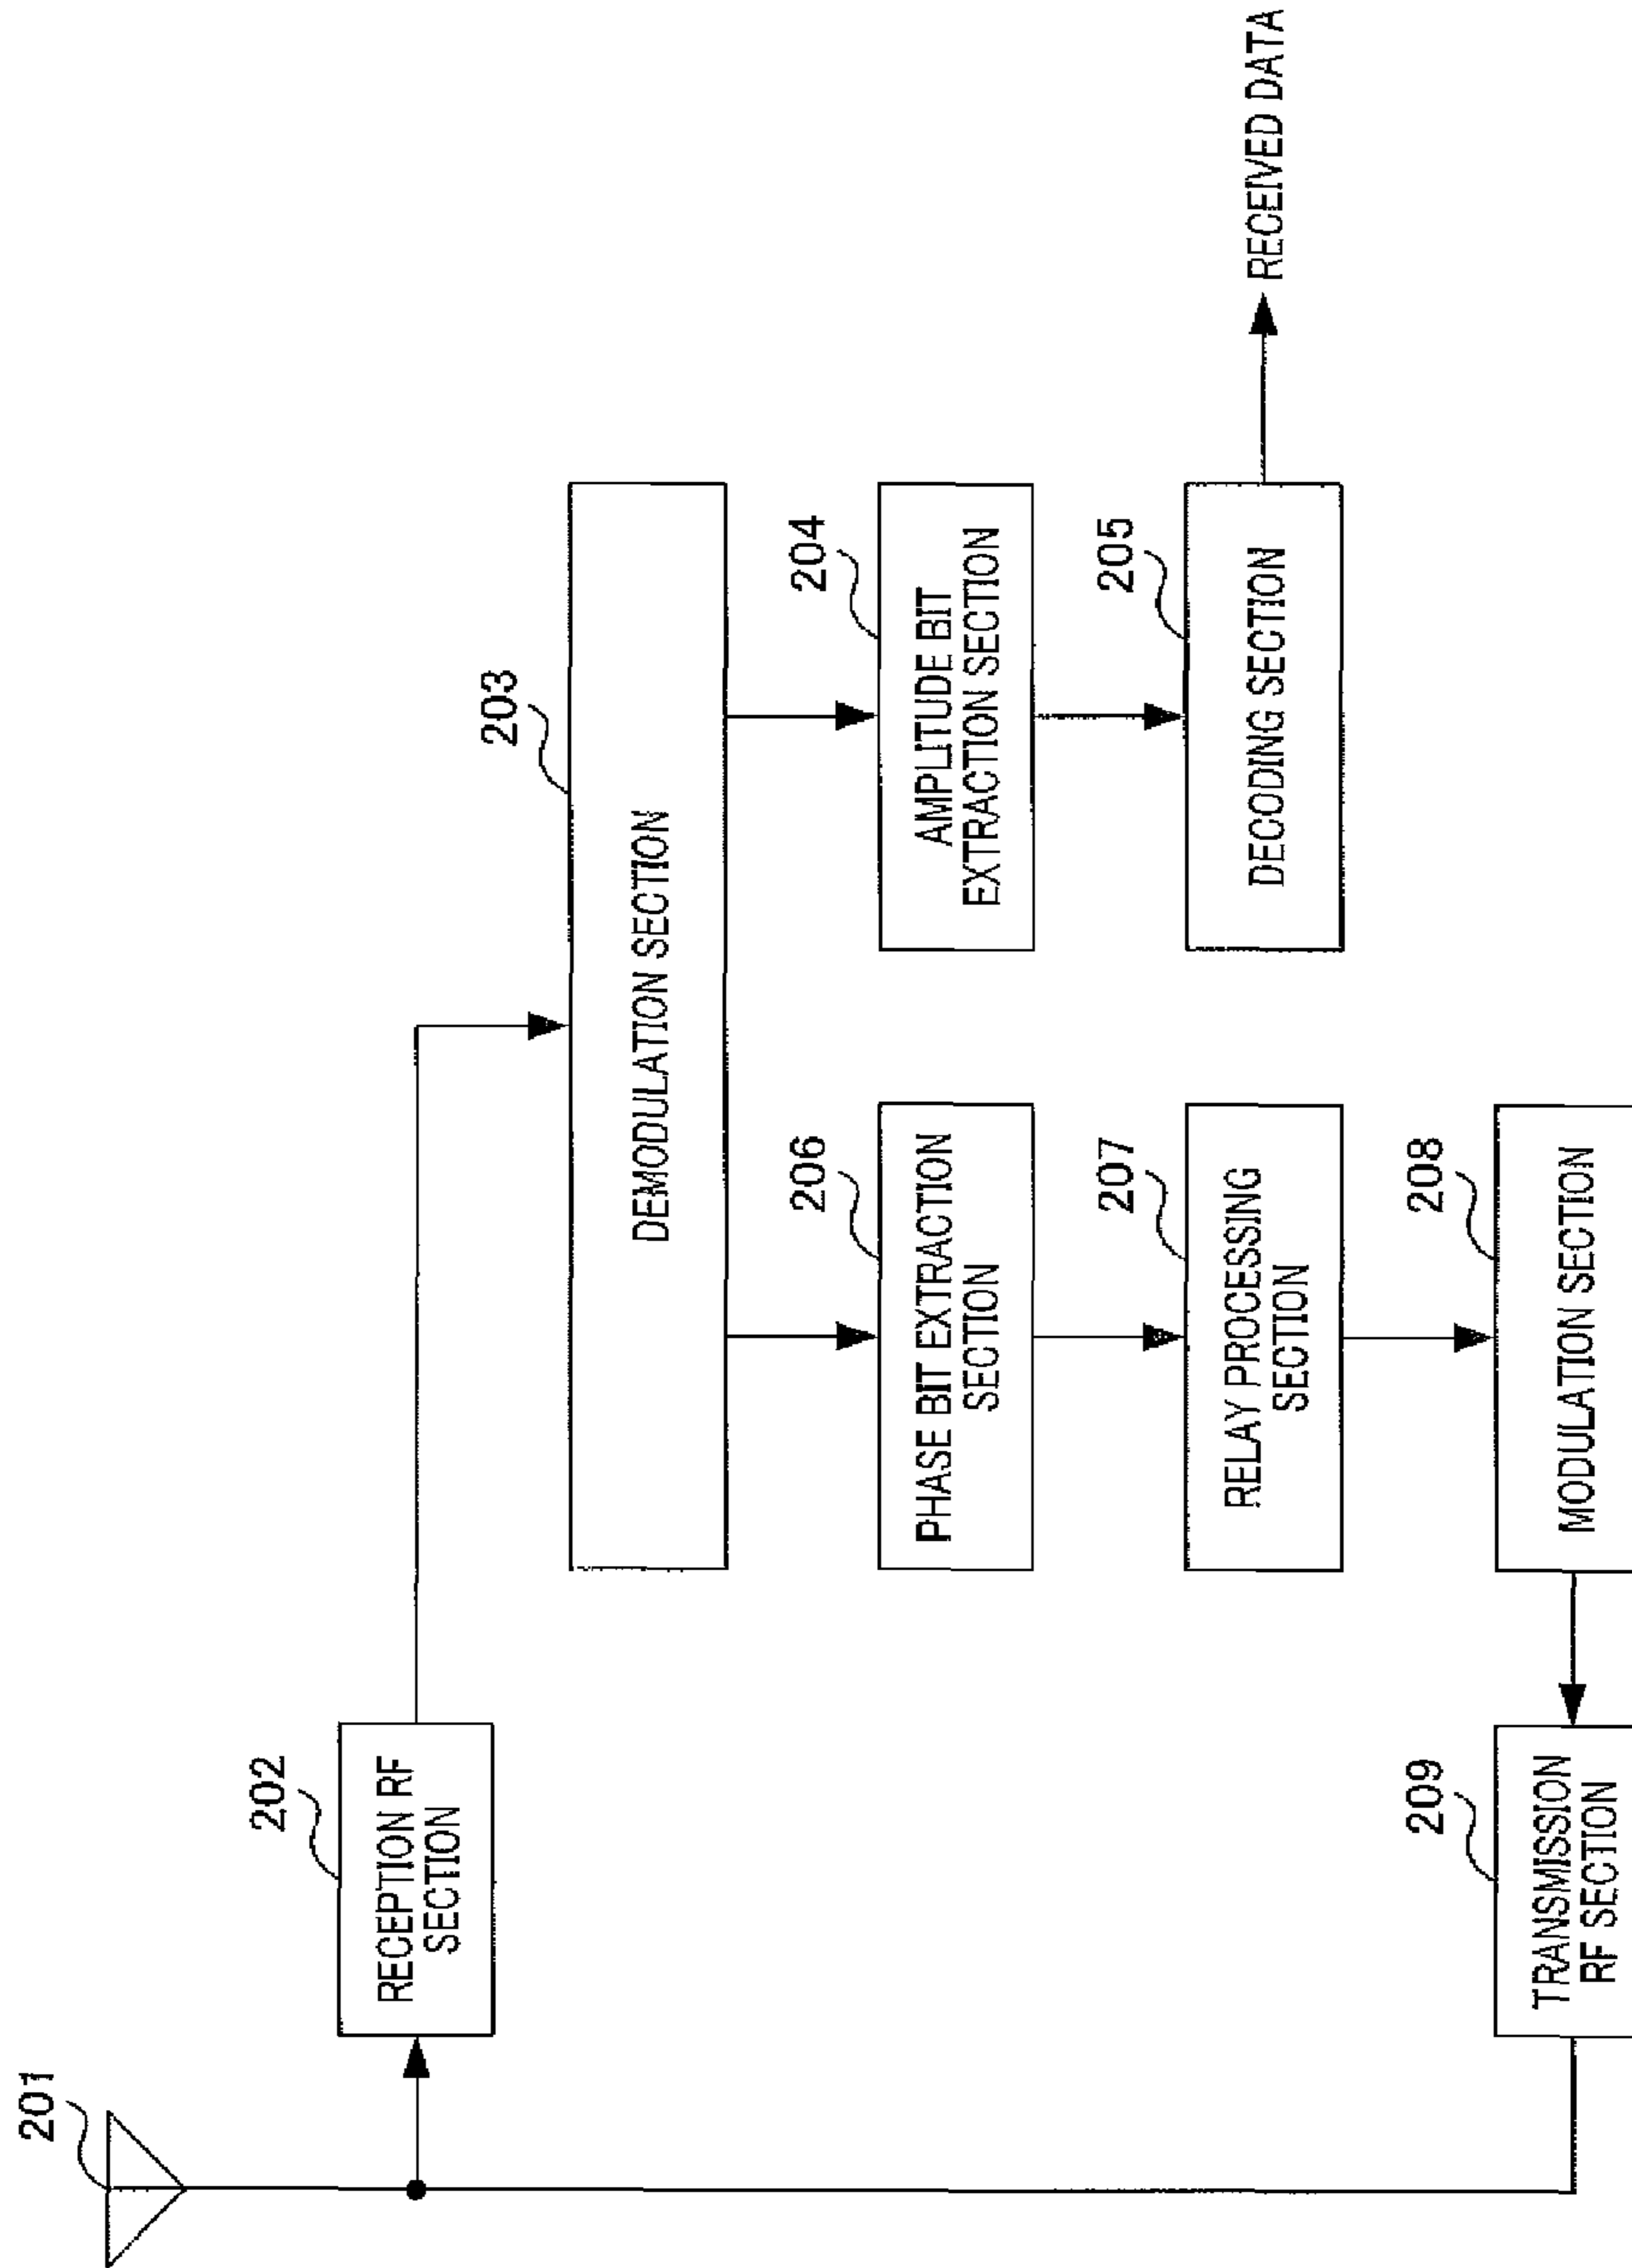 201
202
RECEPTION RF
SECTION
203
DEMODULATION SECTION
204
AMPLITUDE BIT
EXTRACTION SECTION
205
DECODING SECTION
RECEIVED DATA
206
PHASE BIT EXTRACTION
SECTION
207
RELAY PROCESSING
SECTION
208
MODULATION SECTION
209
TRANSMISSION
RF SECTION